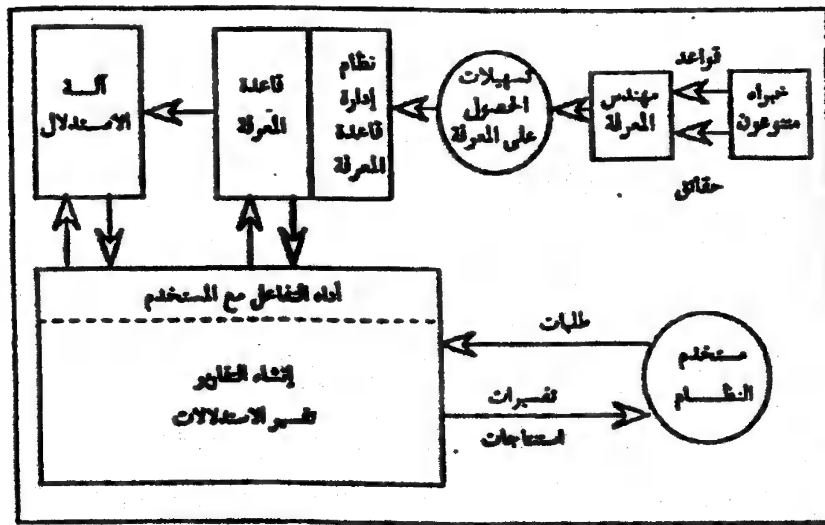 خبراء
متنوعون
قواعد
حقائق
مهندس
المعرفة
تسهيلات
الحصول
على المعرفة
نظام
إدارة
قاعدة
المعرفة
قاعدة
المعرفة
آلـــة
الاستدلال
أداة التفاعل مع المستخدم
إنشاء التقارير
تفسير الاستدلالات
طلبات
تفسيرات
استنتاجات
مستخدم
النظـــام